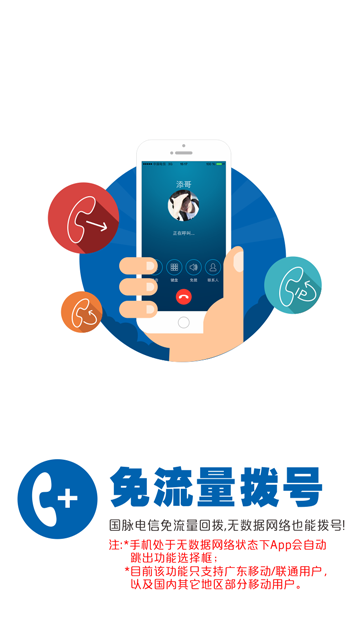 添哥
正在呼叫...
键盘
免提
联系人
IP
免流量拨号
国脉电信免流量回拨,无数据网络也能拨号!
注:*手机处于无数据网络状态下App会自动
跳出功能选择框；
*目前该功能只支持广东移动/联通用户，
以及国内其它地区部分移动用户。